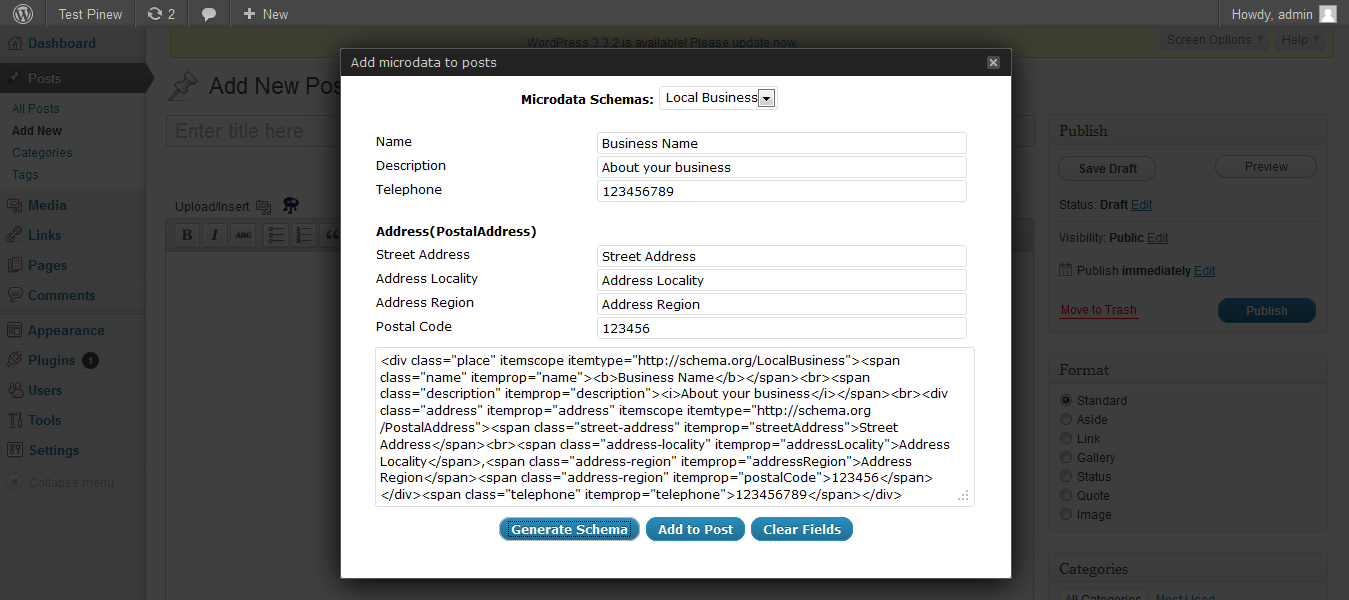 Test Pinew 2 New Howdy, admin
WordPress 3.3.2 is available! Please update now.
Screen Options Help
Dashboard
Posts
All Posts
Add New
Categories
Tags
Media
Links
Pages
Comments
Appearance
Plugins 1
Users
Tools
Settings
Collapse menu
Add New Pos
Enter title here
Upload/Insert
B I ABC
Add microdata to posts
Microdata Schemas: Local Business
Name Business Name
Description About your business
Telephone 123456789
Address(PostalAddress)
Street Address Street Address
Address Locality Address Locality
Address Region Address Region
Postal Code 123456
<div class="place" itemscope itemtype="http://schema.org/LocalBusiness"><span
class="name" itemprop="name"><b>Business Name</b></span><br><span
class="description" itemprop="description"><i>About your business</i></span><br><div
class="address" itemprop="address" itemscope itemtype="http://schema.org
/PostalAddress"><span class="street-address" itemprop="streetAddress">Street
Address</span><br><span class="address-locality" itemprop="addressLocality">Address
Locality</span>,<span class="address-region" itemprop="addressRegion">Address
Region</span><span class="address-region" itemprop="postalCode">123456</span>
</div><span class="telephone" itemprop="telephone">123456789</span></div>
Generate Schema Add to Post Clear Fields
Publish
Save Draft Preview
Status: Draft Edit
Visibility: Public Edit
Publish immediately Edit
Move to Trash Publish
Format
Standard
Aside
Link
Gallery
Status
Quote
Image
Categories
All Categories Most Used